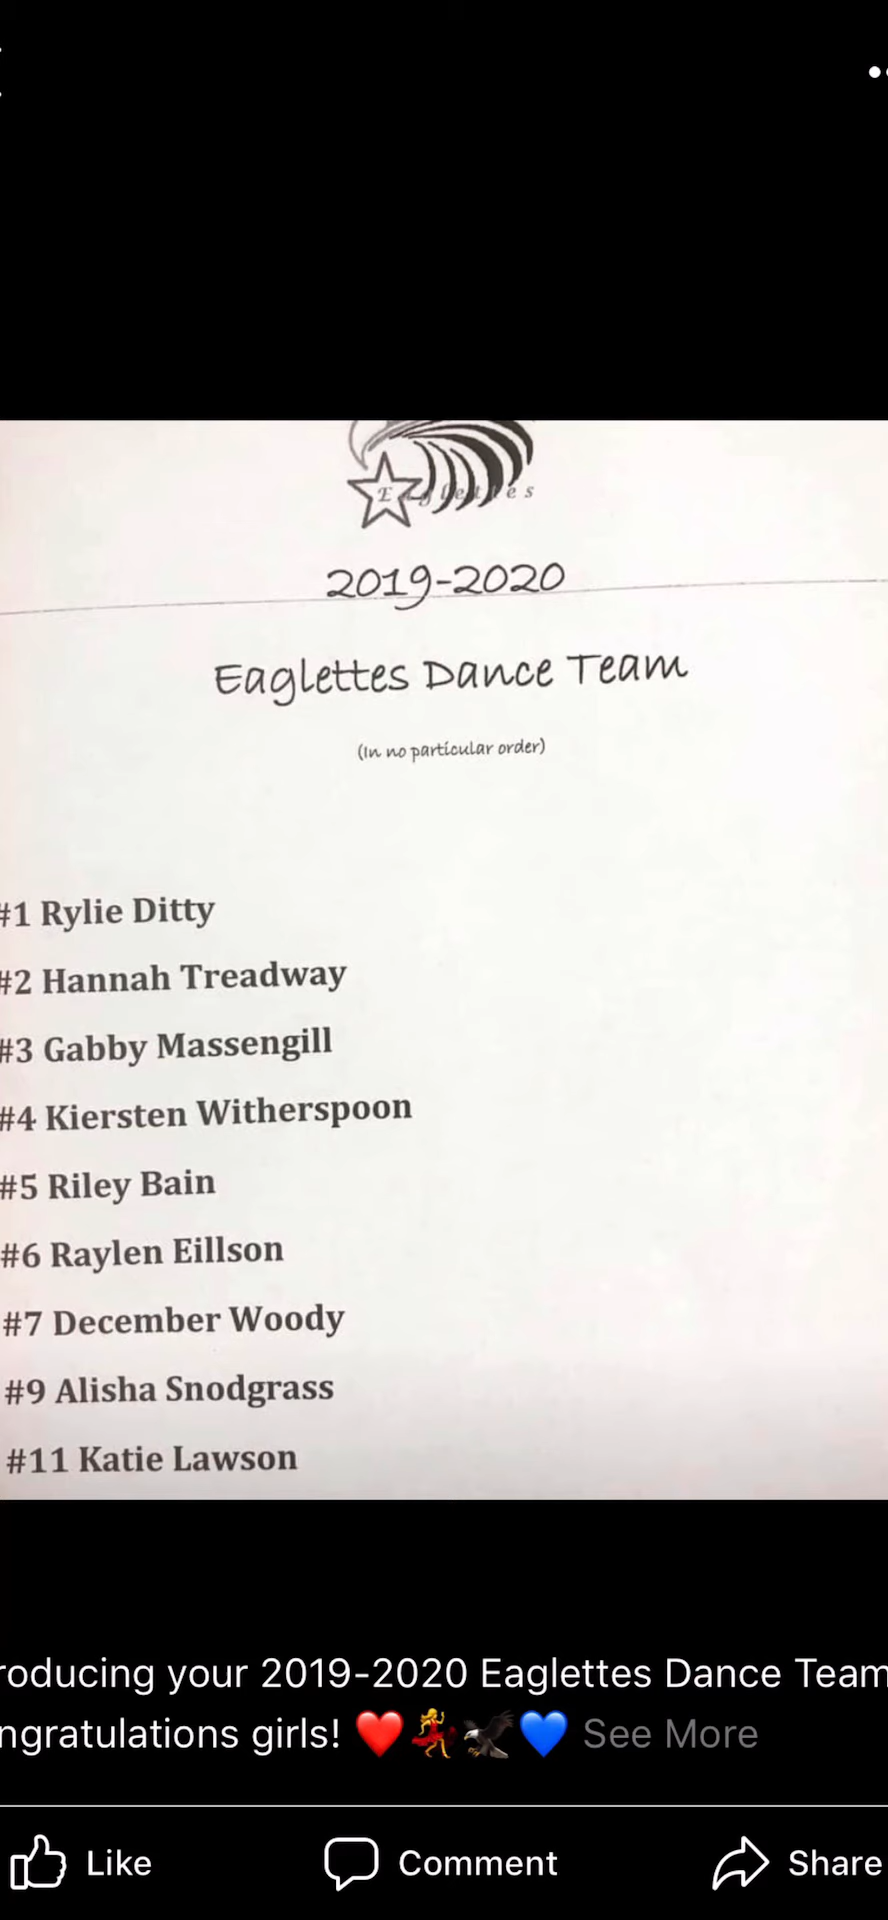 Eaglettes
2019-2020
Eaglettes Dance Team
(In no particular order)
#1 Rylie Ditty
#2 Hannah Treadway
#3 Gabby Massengill
#4 Kiersten Witherspoon
#5 Riley Bain
#6 Raylen Eillson
#7 December Woody
#9 Alisha Snodgrass
#11 Katie Lawson
roducing your 2019-2020 Eaglettes Dance Team
ngratulations girls! ❤️💃🦅💙 See More
Like Comment Share